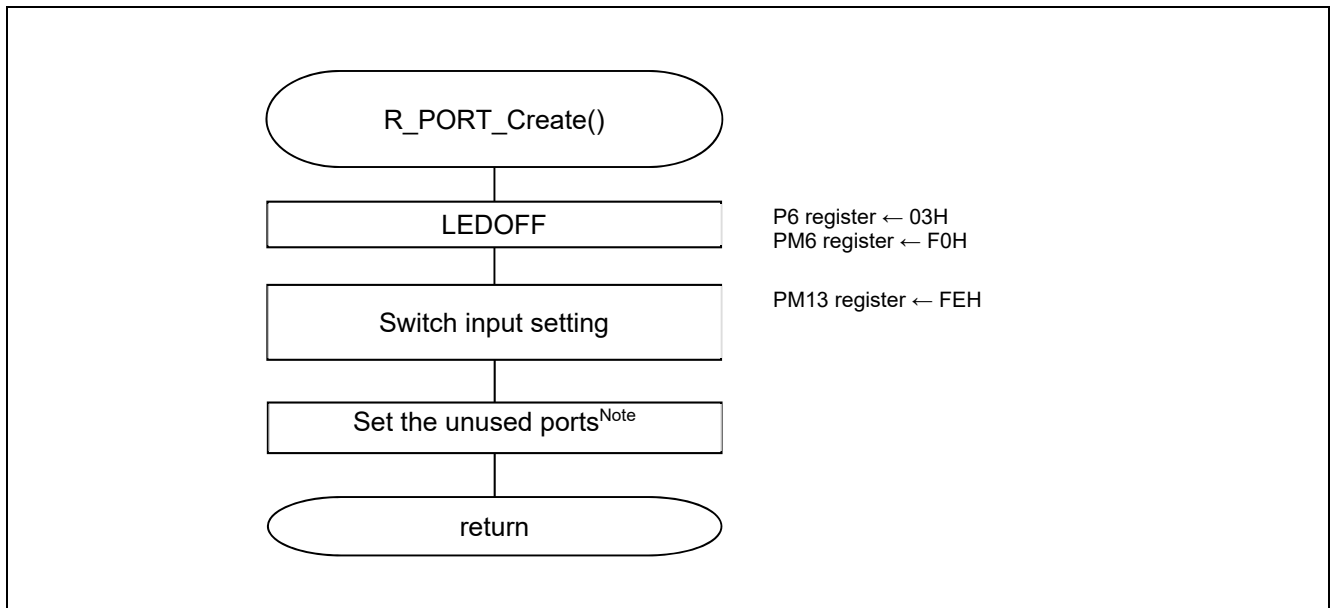 R_PORT_Create()
LEDOFF
P6 register ← 03H
PM6 register ← F0H
Switch input setting
PM13 register ← FEH
Set the unused portsNote
return